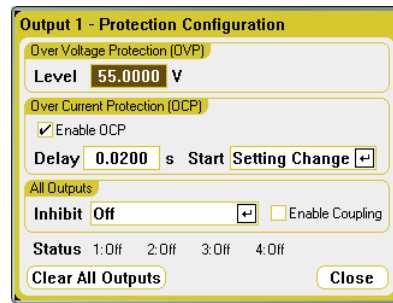 Output 1 - Protection Configuration
Over Voltage Protection (OVP)
Level 55.0000 V
Over Current Protection (OCP)
Enable OCP
Delay 0.0200 s Start Setting Change
All Outputs
Inhibit Off Enable Coupling
Status 1:Off 2:Off 3:Off 4:Off
Clear All Outputs Close